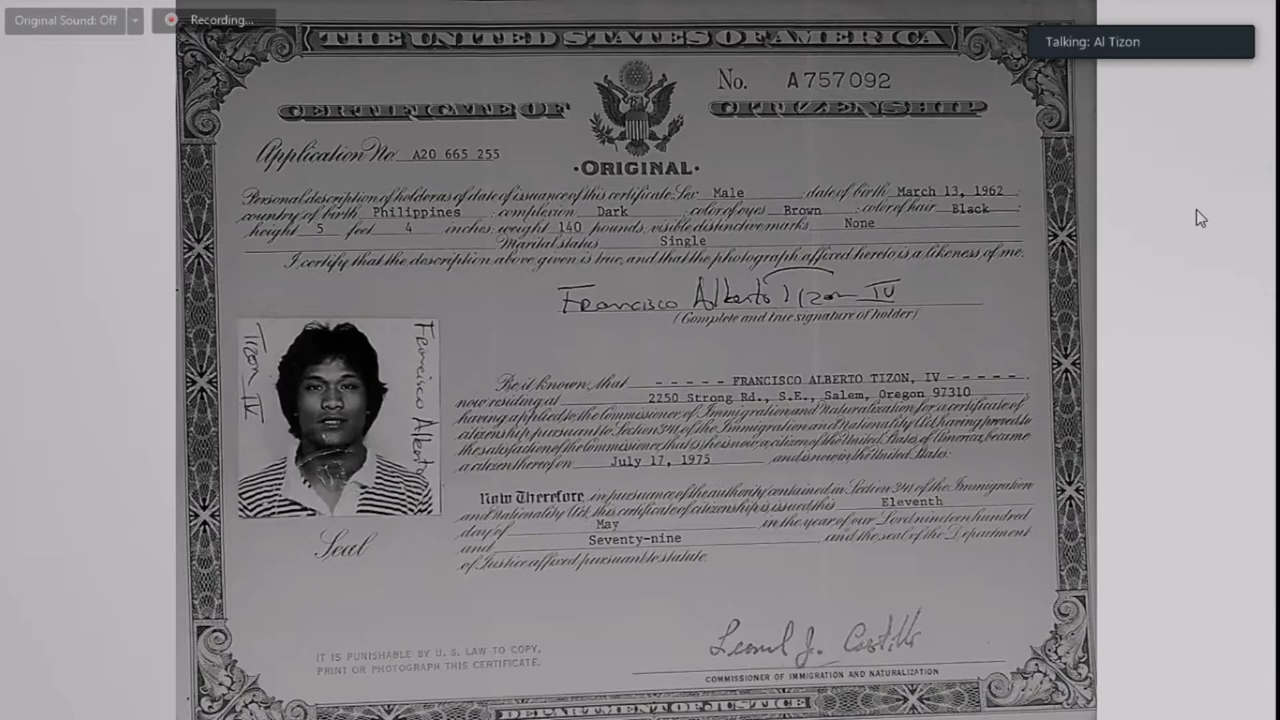 Original Sound: Off
Recording...
Talking: Al Tizon
THE UNITED STATES OF AMERICA
No. A757092
CERTIFICATE OF CITIZENSHIP
Application No. A20 665 255
·ORIGINAL·
Personal description of holder as of date of issuance of this certificate: Sex Male date of birth March 13, 1962
country of birth Philippines complexion Dark color of eyes Brown color of hair Black
height 5 feet 4 inches; weight 140 pounds; visible distinctive marks None
Marital status Single
I certify that the description above given is true, and that the photograph affixed hereto is a likeness of me.
Francisco Alberto Tizon IV
(Complete and true signature of holder)
Francisco Alberto
Tizon IV
Be it known, that - - - - - FRANCISCO ALBERTO TIZON, IV - - - - -
now residing at 2250 Strong Rd., S.E., Salem, Oregon 97310
having applied to the Commissioner of Immigration and Naturalization for a certificate of
citizenship pursuant to Section 341 of the Immigration and Nationality Act, having proved to
the satisfaction of the Commissioner, that (s)he is now a citizen of the United States of America, became
a citizen thereof on July 17, 1975 and is now in the United States:
Now Therefore, in pursuance of the authority contained in Section 341 of the Immigration
and Nationality Act, this certificate of citizenship is issued this Eleventh
day of May in the year of our Lord nineteen hundred
and Seventy-nine and the seal of the Department
of Justice affixed pursuant to statute.
Seal
IT IS PUNISHABLE BY U. S. LAW TO COPY,
PRINT OR PHOTOGRAPH THIS CERTIFICATE.
Leonel J. Castillo
COMMISSIONER OF IMMIGRATION AND NATURALIZATION
DEPARTMENT OF JUSTICE